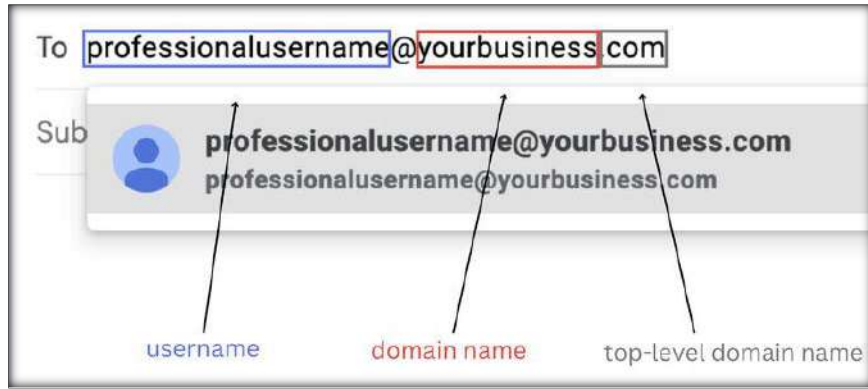 To professionalusername@yourbusiness.com
Sub
professionalusername@yourbusiness.com
professionalusername@yourbusiness.com
username domain name top-level domain name